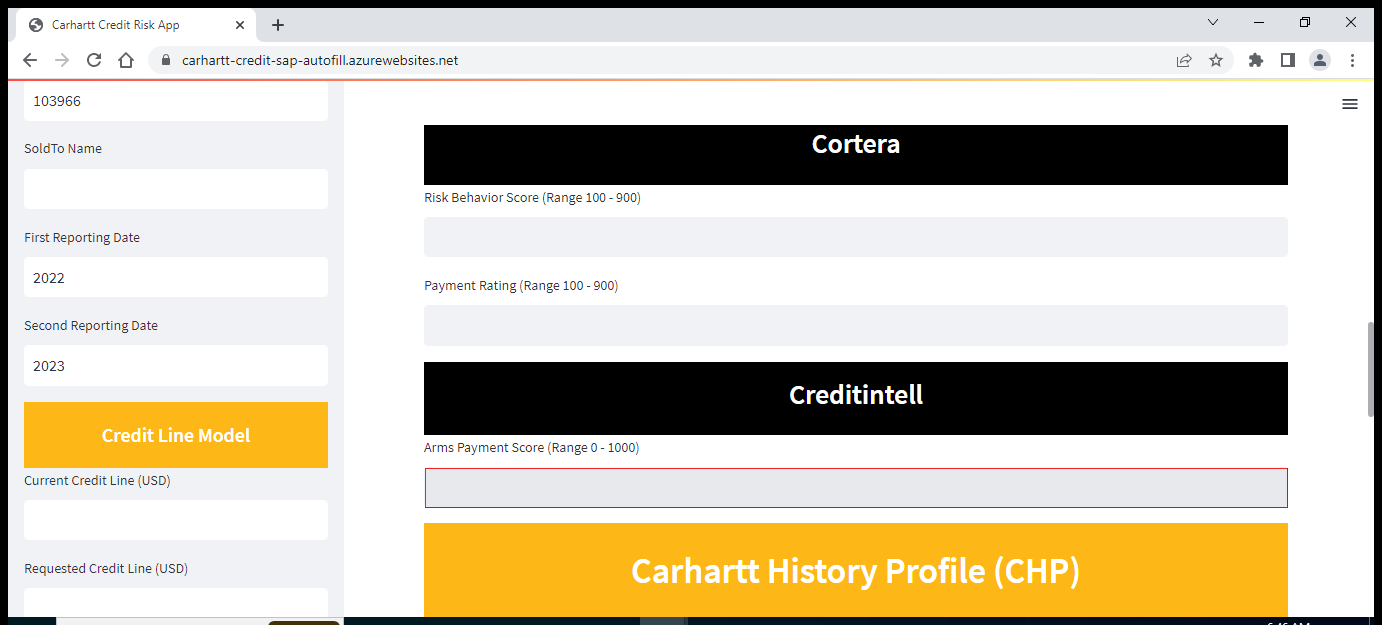 Carhartt Credit Risk App
carhartt-credit-sap-autofill.azurewebsites.net
103966
SoldTo Name
First Reporting Date
2022
Second Reporting Date
2023
Credit Line Model
Current Credit Line (USD)
Requested Credit Line (USD)
Cortera
Risk Behavior Score (Range 100 - 900)
Payment Rating (Range 100 - 900)
Creditintell
Arms Payment Score (Range 0 - 1000)
Carhartt History Profile (CHP)